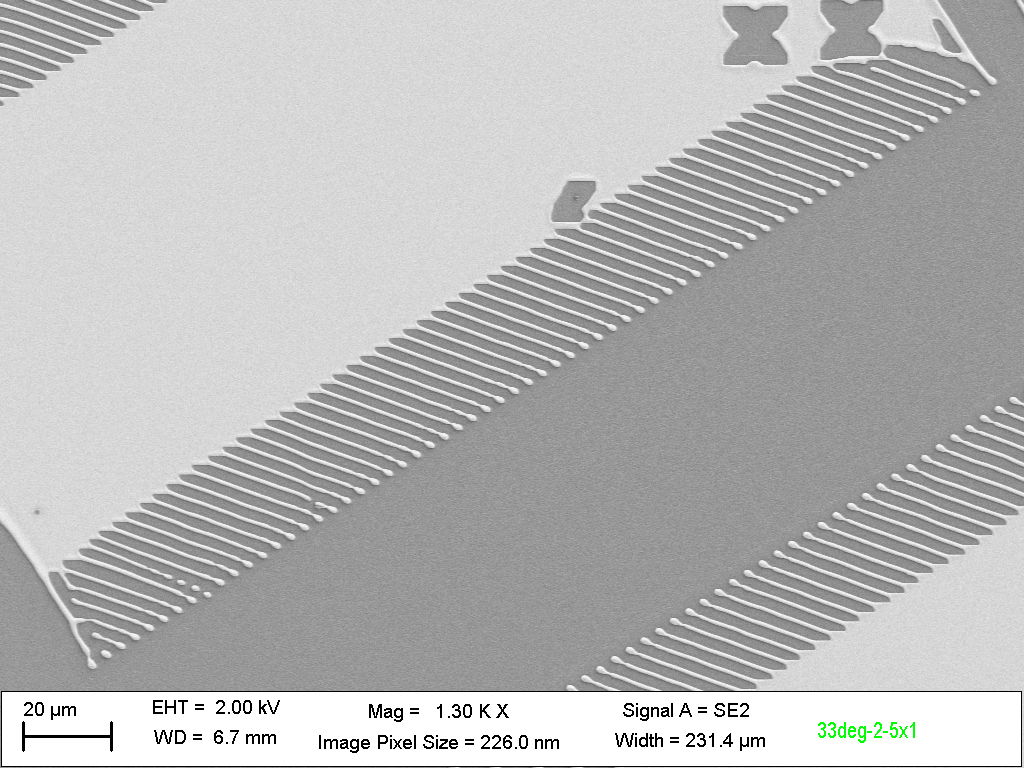 20 µm
EHT = 2.00 kV
WD = 6.7 mm
Mag = 1.30 K X
Image Pixel Size = 226.0 nm
Signal A = SE2
Width = 231.4 µm
33deg-2-5x1